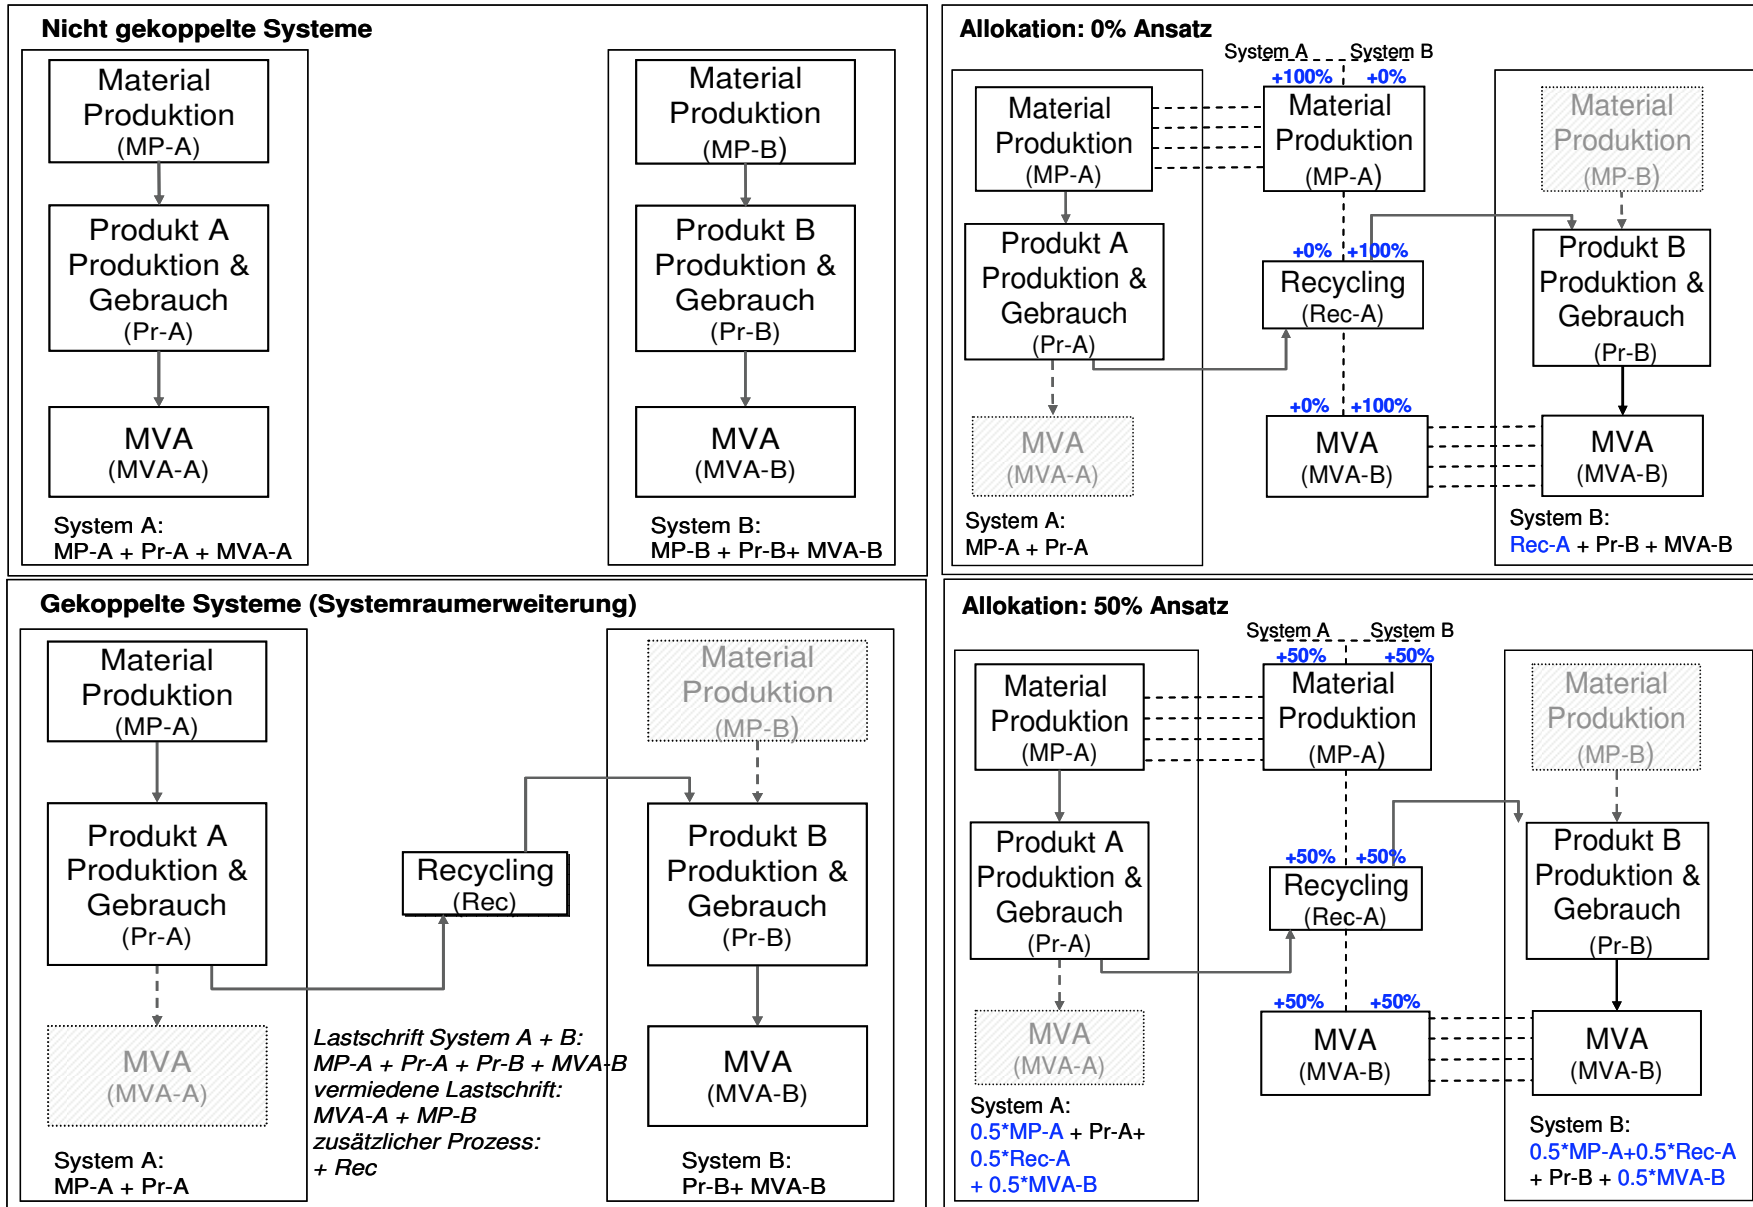 Nicht gekoppelte Systeme
Material
Produktion
(MP-A)
Produkt A
Produktion &
Gebrauch
(Pr-A)
MVA
(MVA-A)
System A:
MP-A + Pr-A + MVA-A
Material
Produktion
(MP-B)
Produkt B
Produktion &
Gebrauch
(Pr-B)
MVA
(MVA-B)
System B:
MP-B + Pr-B+ MVA-B
Allokation: 0% Ansatz
System A
System B
+100%
+0%
Material
Produktion
(MP-A)
Produkt A
Produktion &
Gebrauch
(Pr-A)
MVA
(MVA-A)
System A:
MP-A + Pr-A
Material
Produktion
(MP-A)
+0%
+100%
Recycling
(Rec-A)
+0%
+100%
MVA
(MVA-B)
Material
Produktion
(MP-B)
Produkt B
Produktion &
Gebrauch
(Pr-B)
MVA
(MVA-B)
System B:
Rec-A + Pr-B + MVA-B
Gekoppelte Systeme (Systemraumerweiterung)
Material
Produktion
(MP-A)
Produkt A
Produktion &
Gebrauch
(Pr-A)
MVA
(MVA-A)
System A:
MP-A + Pr-A
Recycling
(Rec)
Lastschrift System A + B:
MP-A + Pr-A + Pr-B + MVA-B
vermiedene Lastschrift:
MVA-A + MP-B
zusätzlicher Prozess:
+ Rec
Material
Produktion
(MP-B)
Produkt B
Produktion &
Gebrauch
(Pr-B)
MVA
(MVA-B)
System B:
Pr-B+ MVA-B
Allokation: 50% Ansatz
System A
System B
+50%
+50%
Material
Produktion
(MP-A)
Produkt A
Produktion &
Gebrauch
(Pr-A)
MVA
(MVA-A)
System A:
0.5*MP-A + Pr-A+
0.5*Rec-A
+ 0.5*MVA-B
Material
Produktion
(MP-A)
+50%
+50%
Recycling
(Rec-A)
+50%
+50%
MVA
(MVA-B)
Material
Produktion
(MP-B)
Produkt B
Produktion &
Gebrauch
(Pr-B)
MVA
(MVA-B)
System B:
0.5*MP-A+0.5*Rec-A
+ Pr-B + 0.5*MVA-B